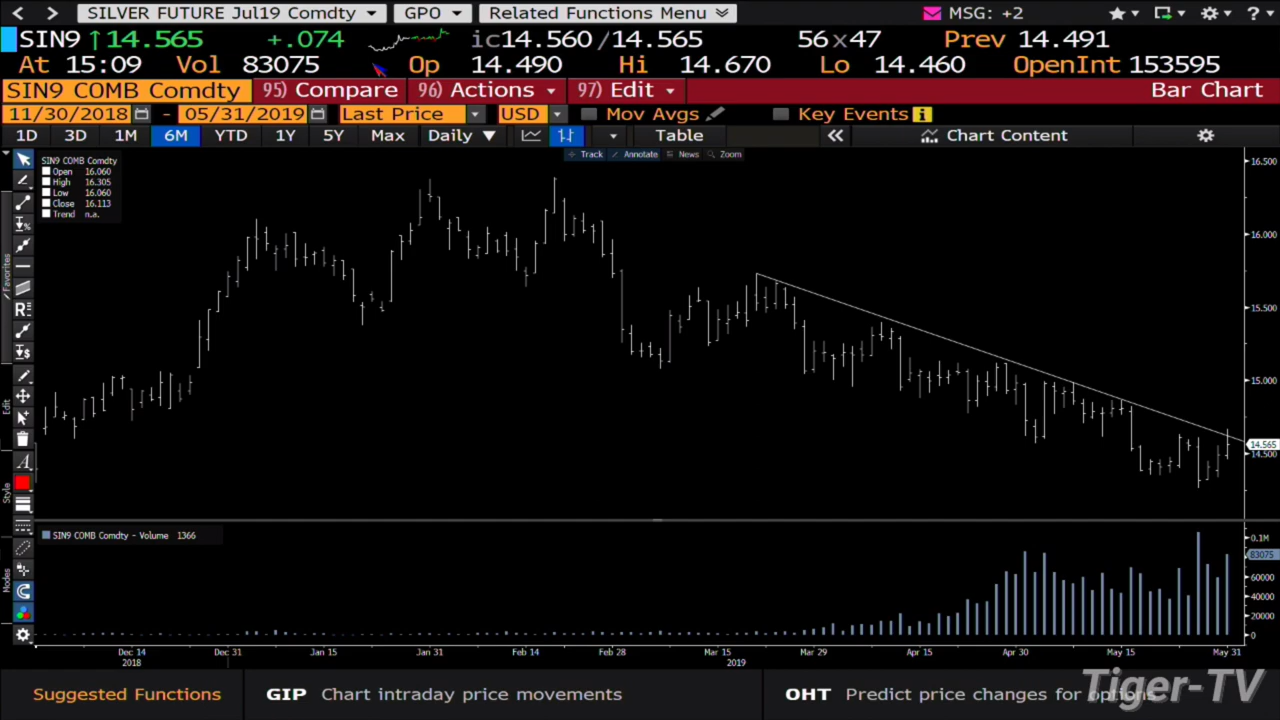 SILVER FUTURE Jul19 Comdty GPO Related Functions Menu MSG: +2 ?
SIN9 ↑14.565 +.074 ic14.560/14.565 56x47 Prev 14.491
At 15:09 Vol 83075 Op 14.490 Hi 14.670 Lo 14.460 OpenInt 153595
SIN9 COMB Comdty 95) Compare 96) Actions 97) Edit Bar Chart
11/30/2018 - 05/31/2019 Last Price USD Mov Avgs Key Events i
1D 3D 1M 6M YTD 1Y 5Y Max Daily ▼ Table « Chart Content
Track Annotate News Zoom
SIN9 COMB Comdty
Open 16.060
High 16.305
Low 16.060
Close 16.113
Trend n.a.
16.500
16.000
15.500
15.000
14.565
14.500
Favorites
Edit
Style
Modes
SIN9 COMB Comdty - Volume 1366
0.1M
83075
60000
40000
20000
0
Dec 14 Dec 31 Jan 15 Jan 31 Feb 14 Feb 28 Mar 15 Mar 29 Apr 15 Apr 30 May 15 May 31
2018 2019
Suggested Functions GIP Chart intraday price movements OHT Predict price changes for options
Tiger-TV